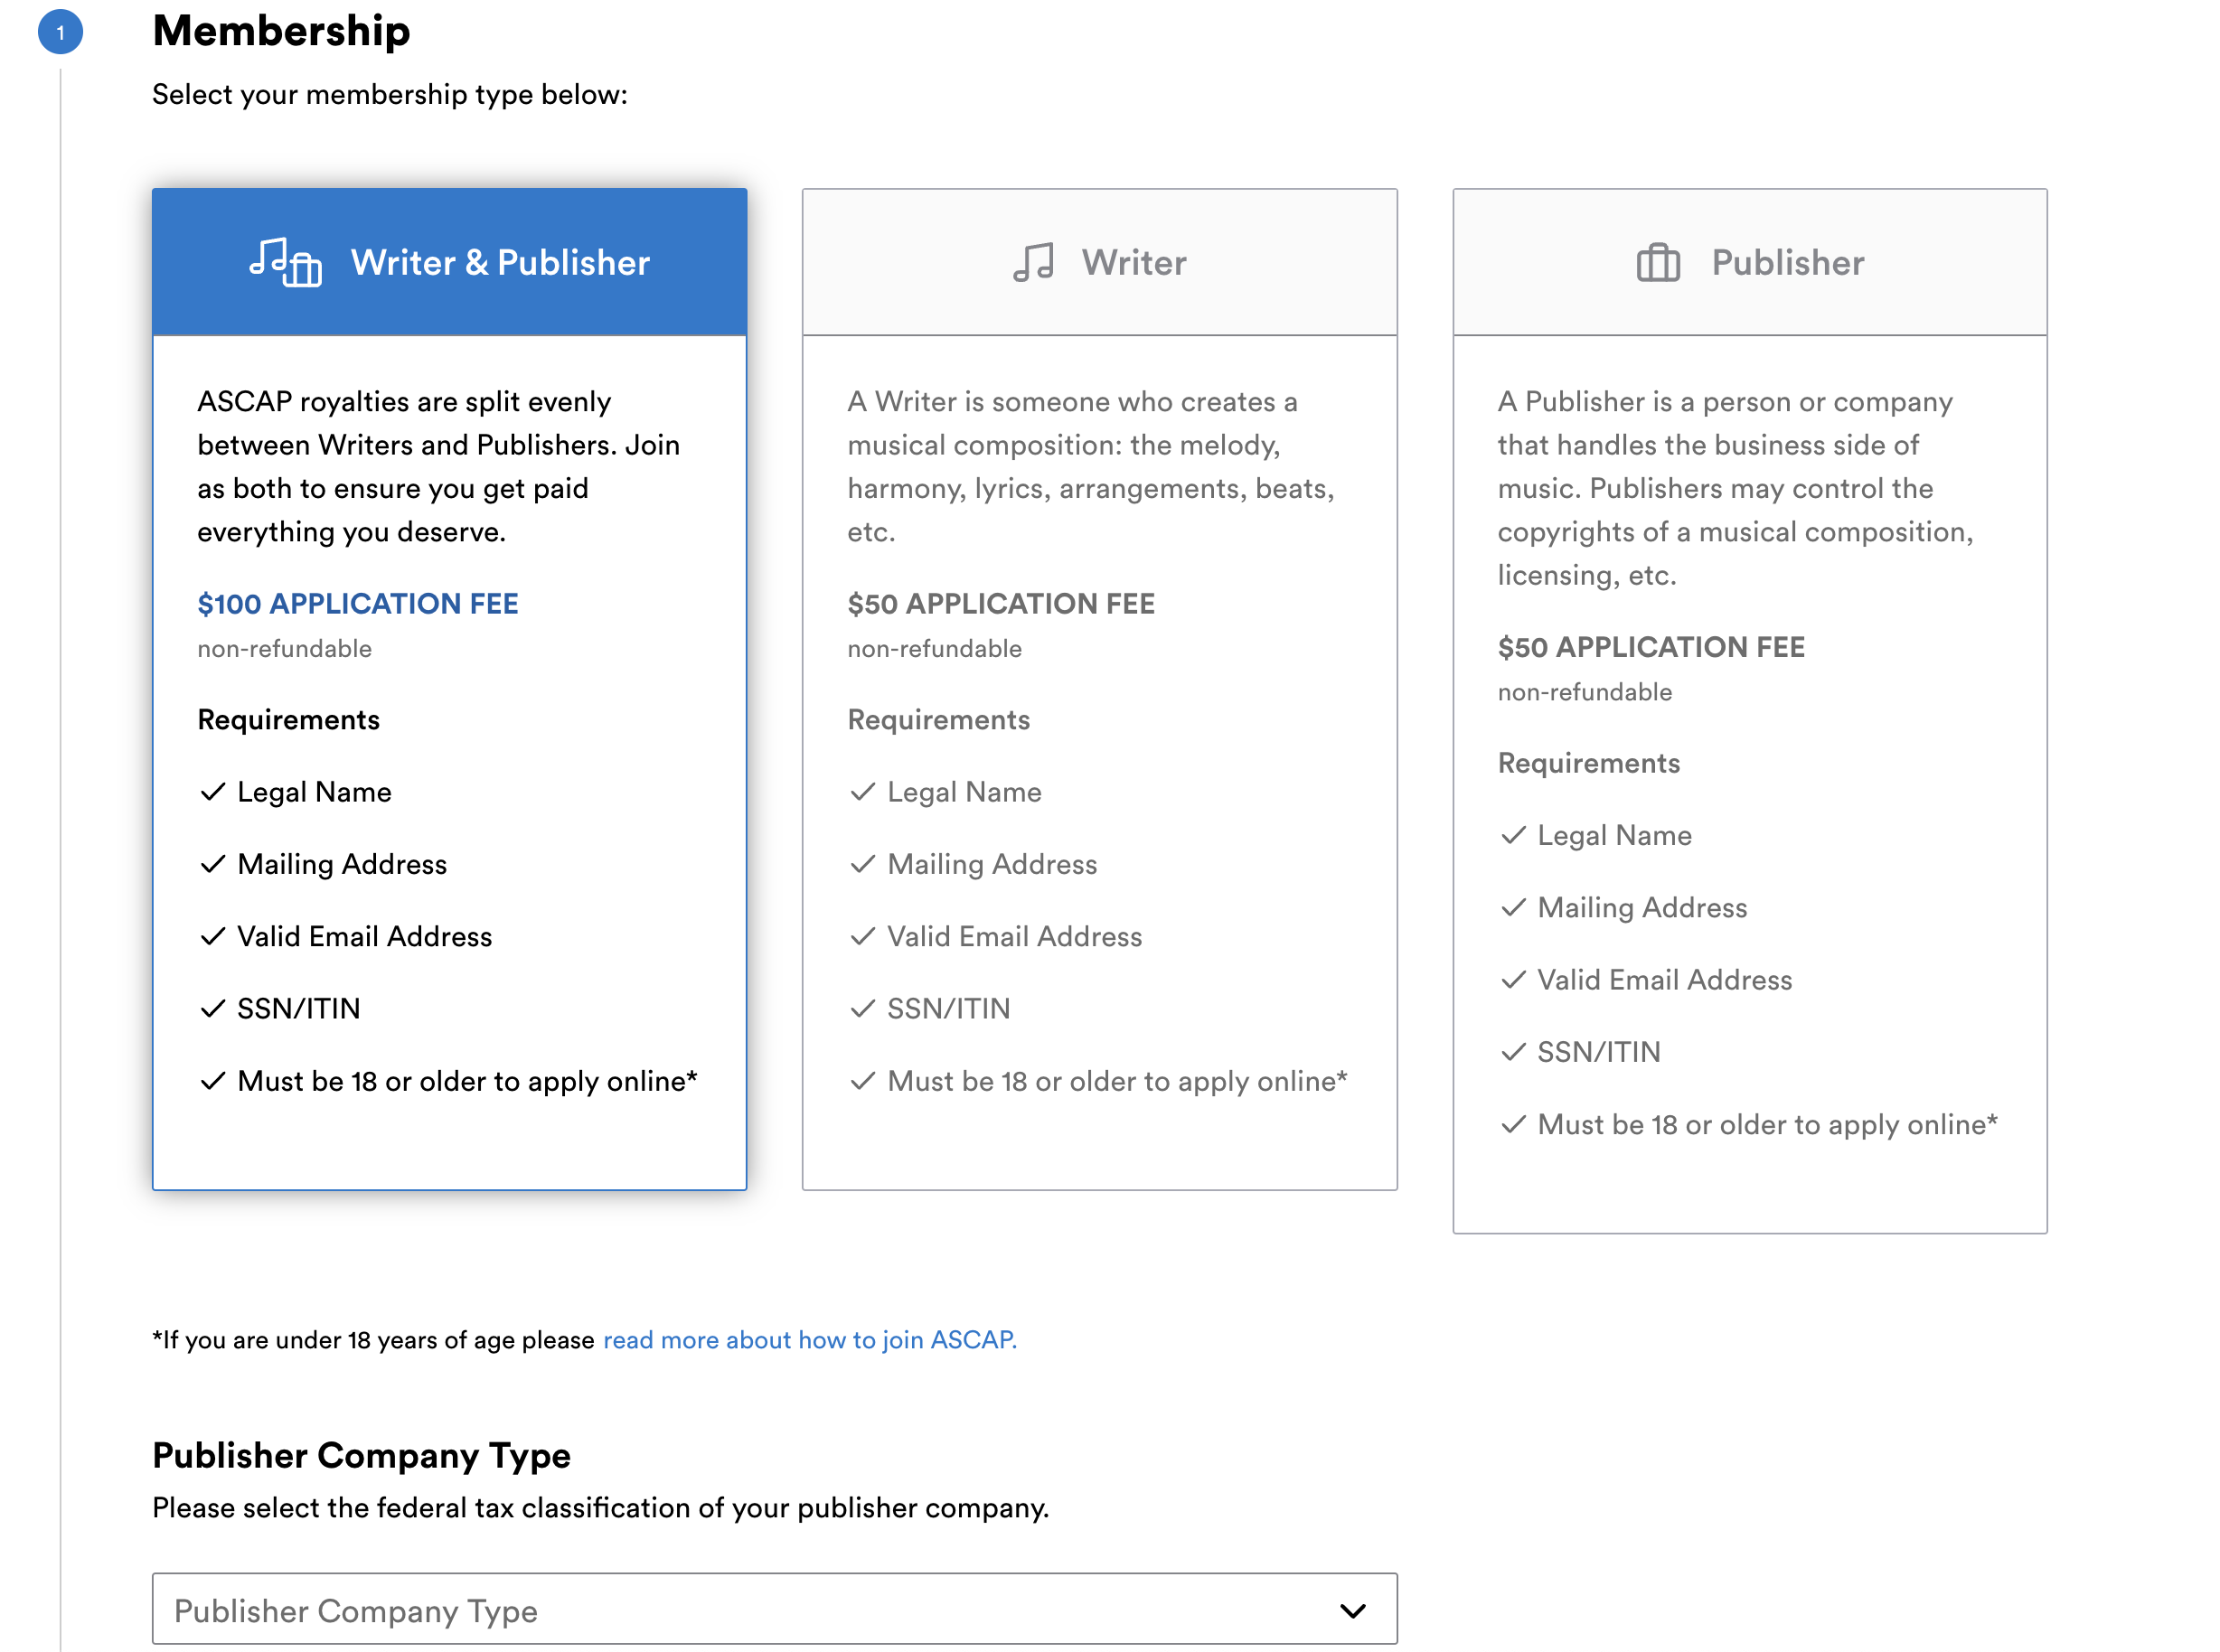 1
Membership
Select your membership type below:
Writer & Publisher
ASCAP royalties are split evenly
between Writers and Publishers. Join
as both to ensure you get paid
everything you deserve.
$100 APPLICATION FEE
non-refundable
Requirements
Legal Name
Mailing Address
Valid Email Address
SSN/ITIN
Must be 18 or older to apply online*
Writer
A Writer is someone who creates a
musical composition: the melody,
harmony, lyrics, arrangements, beats,
etc.
$50 APPLICATION FEE
non-refundable
Requirements
Legal Name
Mailing Address
Valid Email Address
SSN/ITIN
Must be 18 or older to apply online*
Publisher
A Publisher is a person or company
that handles the business side of
music. Publishers may control the
copyrights of a musical composition,
licensing, etc.
$50 APPLICATION FEE
non-refundable
Requirements
Legal Name
Mailing Address
Valid Email Address
SSN/ITIN
Must be 18 or older to apply online*
*If you are under 18 years of age please read more about how to join ASCAP.
Publisher Company Type
Please select the federal tax classification of your publisher company.
Publisher Company Type